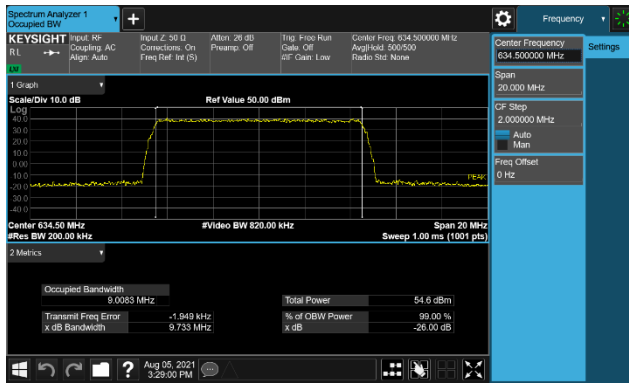 Spectrum Analyzer 1
Occupied BW
+
Frequency
KEYSIGHT
Input: RF
Input Z: 50 Ω
Atten: 26 dB
Trig: Free Run
Center Freq: 634.500000 MHz
RL
Coupling: AC
Corrections: On
Preamp: Off
Gate: Off
Avg|Hold: 500/500
Align: Auto
Freq Ref: Int (S)
#IF Gain: Low
Radio Std: None
Center Frequency
634.500000 MHz
Settings
Span
20.000 MHz
CF Step
2.000000 MHz
Auto
Man
Freq Offset
0 Hz
1 Graph
Scale/Div 10.0 dB
Ref Value 50.00 dBm
Log
40.0
30.0
20.0
10.0
0.00
-10.0
-20.0
-30.0
-40.0
PEAK
Center 634.50 MHz
#Video BW 820.00 kHz
Span 20 MHz
#Res BW 200.00 kHz
Sweep 1.00 ms (1001 pts)
2 Metrics
Occupied Bandwidth
9.0083 MHz
Total Power
54.6 dBm
Transmit Freq Error
-1.949 kHz
% of OBW Power
99.00 %
x dB Bandwidth
9.733 MHz
x dB
-26.00 dB
?
Aug 05, 2021
3:29:00 PM